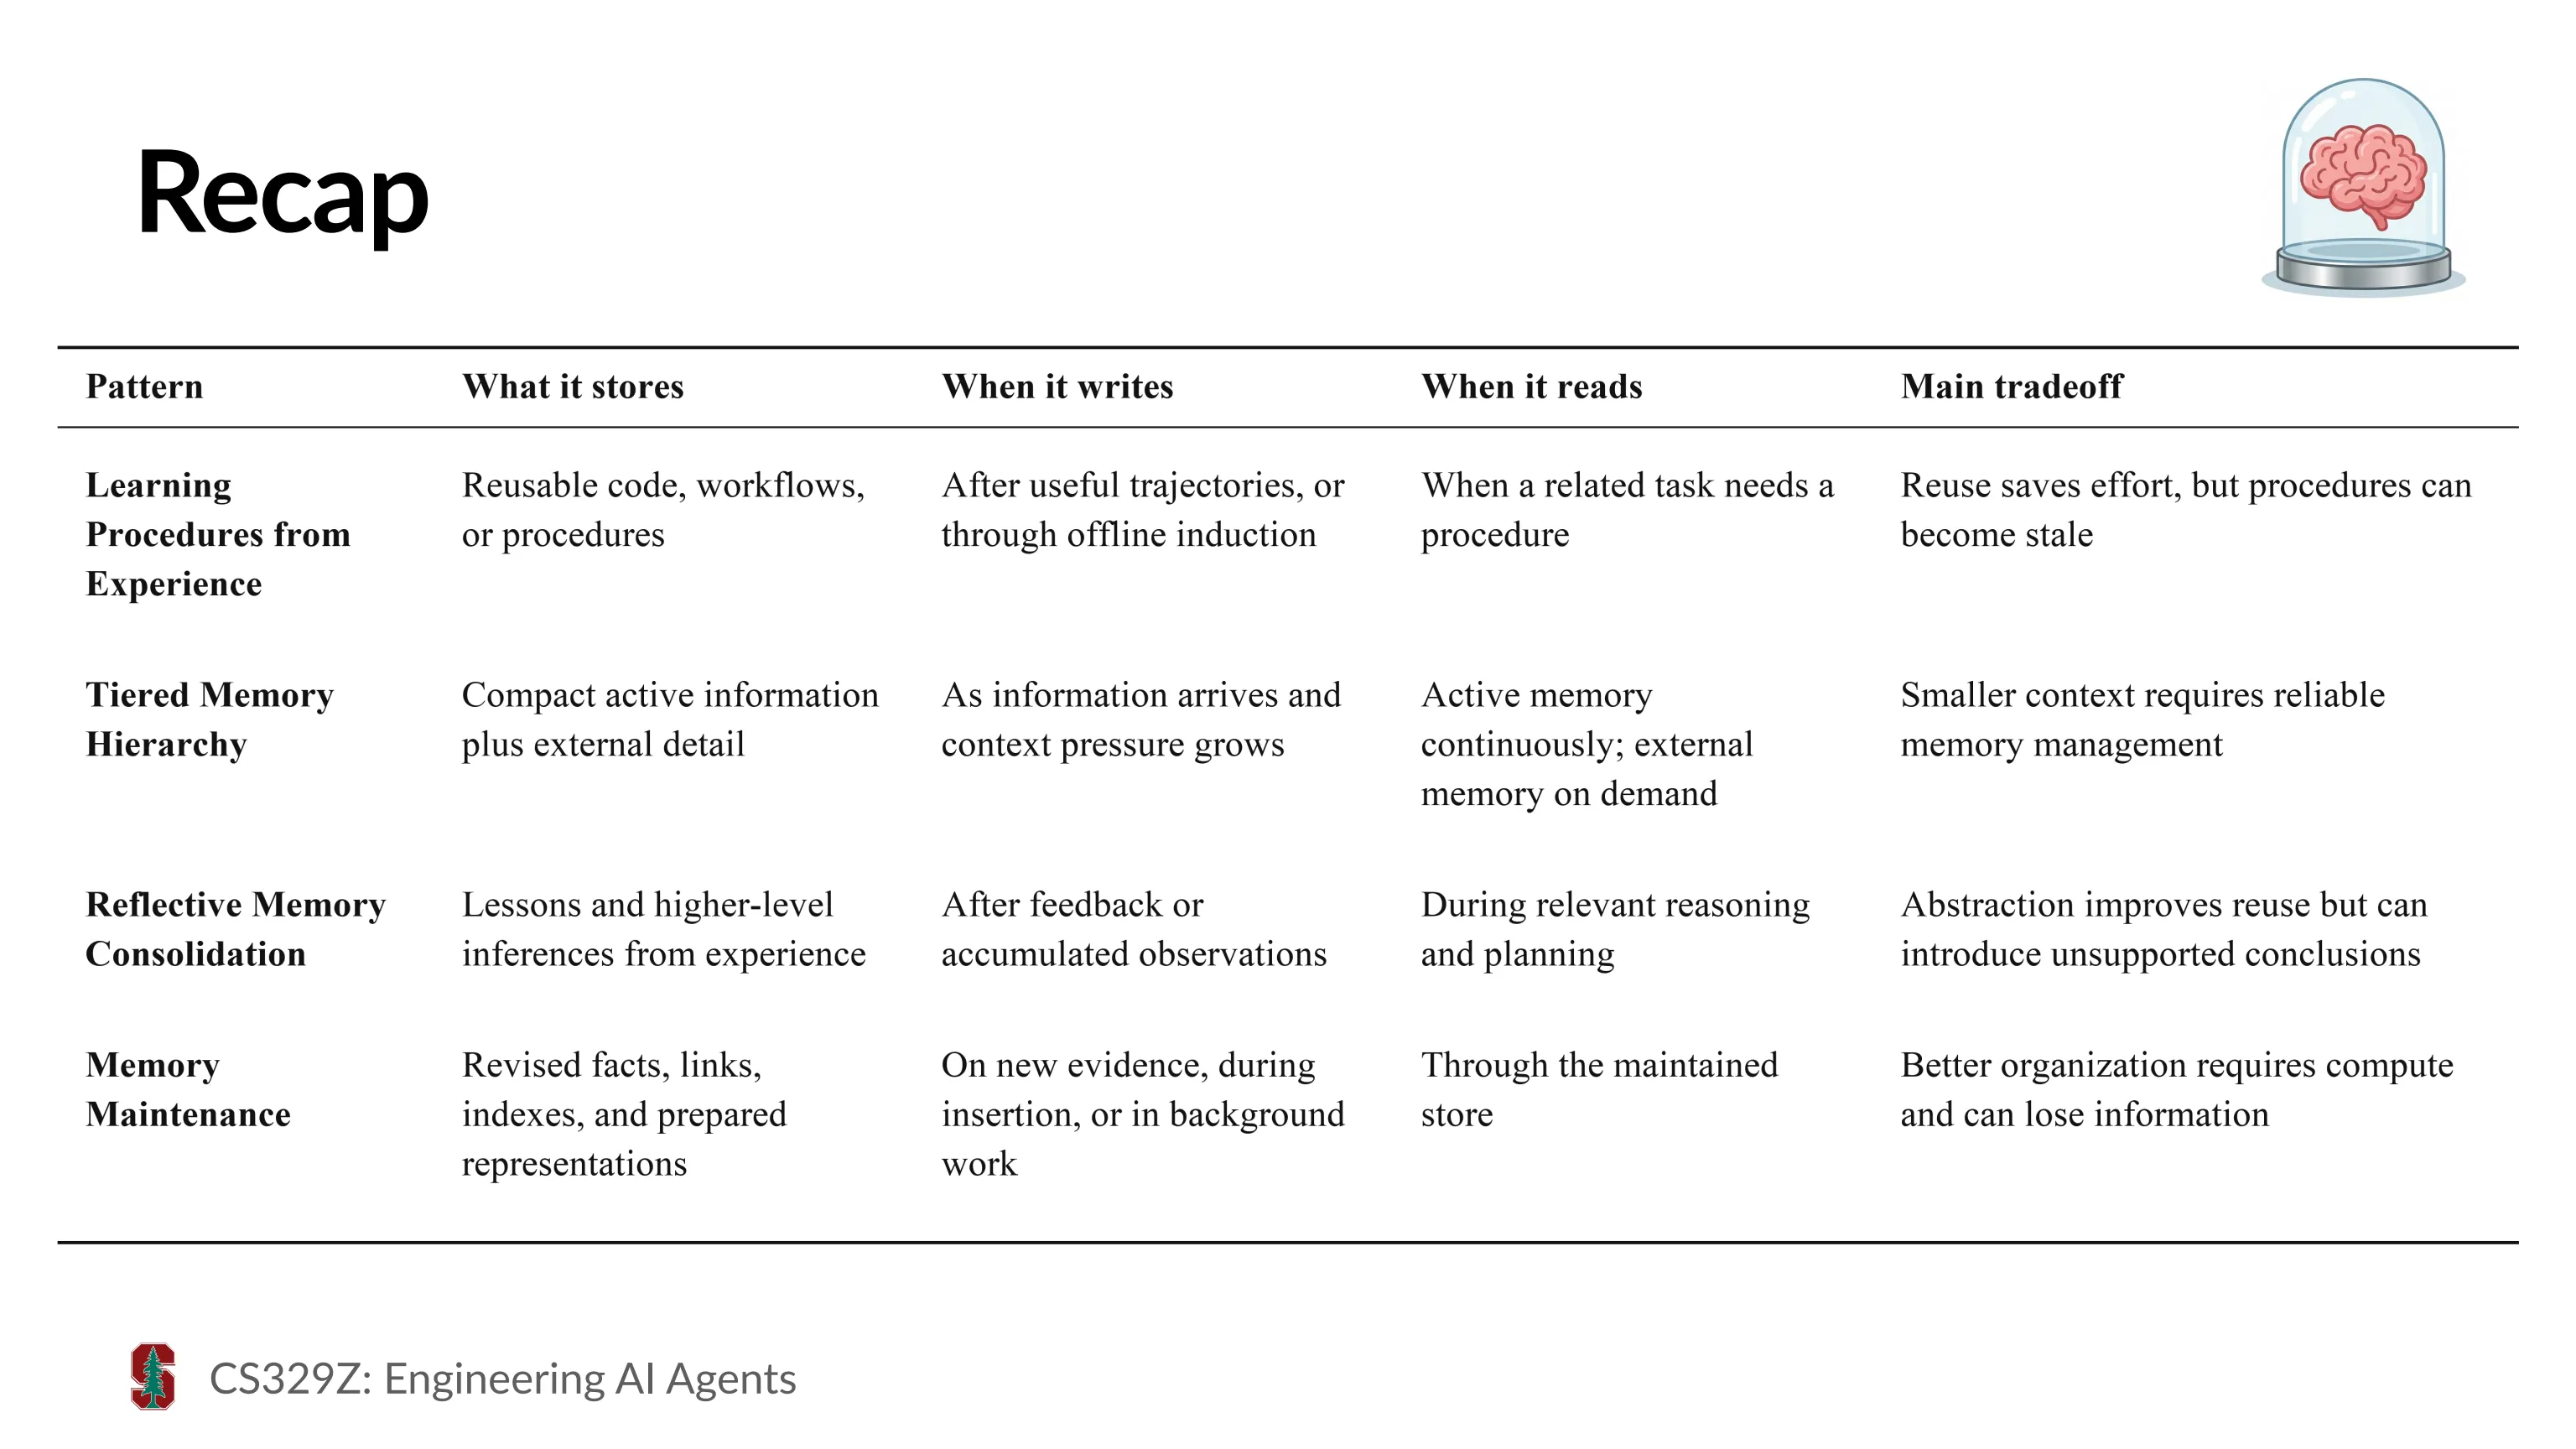 Recap
Pattern
What it stores
When it writes
When it reads
Main tradeoff
Learning
Procedures from
Experience
Reusable code, workflows,
or procedures
After useful trajectories, or
through offline induction
When a related task needs a
procedure
Reuse saves effort, but procedures can
become stale
Tiered Memory
Hierarchy
Compact active information
plus external detail
As information arrives and
context pressure grows
Active memory
continuously; external
memory on demand
Smaller context requires reliable
memory management
Reflective Memory
Consolidation
Lessons and higher-level
inferences from experience
After feedback or
accumulated observations
During relevant reasoning
and planning
Abstraction improves reuse but can
introduce unsupported conclusions
Memory
Maintenance
Revised facts, links,
indexes, and prepared
representations
On new evidence, during
insertion, or in background
work
Through the maintained
store
Better organization requires compute
and can lose information
CS329Z: Engineering AI Agents